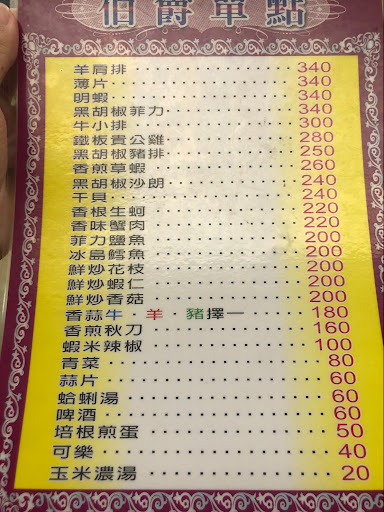 伯爵單點
羊肩排 340
薄片 340
明蝦 340
黑胡椒菲力 340
牛小排 300
鐵板貴公雞 280
黑胡椒豬排 250
香煎草蝦 260
黑胡椒沙朗 240
干貝 240
香根生蚵 220
香味蟹肉 220
菲力鹽魚 200
冰島鱈魚 200
鮮炒花枝 200
鮮炒蝦仁 200
鮮炒香菇 200
香蒜牛．羊．豬擇一 180
香煎秋刀 160
蝦米辣椒 100
青菜 80
蒜片 60
蛤蜊湯 60
啤酒 60
培根煎蛋 50
可樂 40
玉米濃湯 20